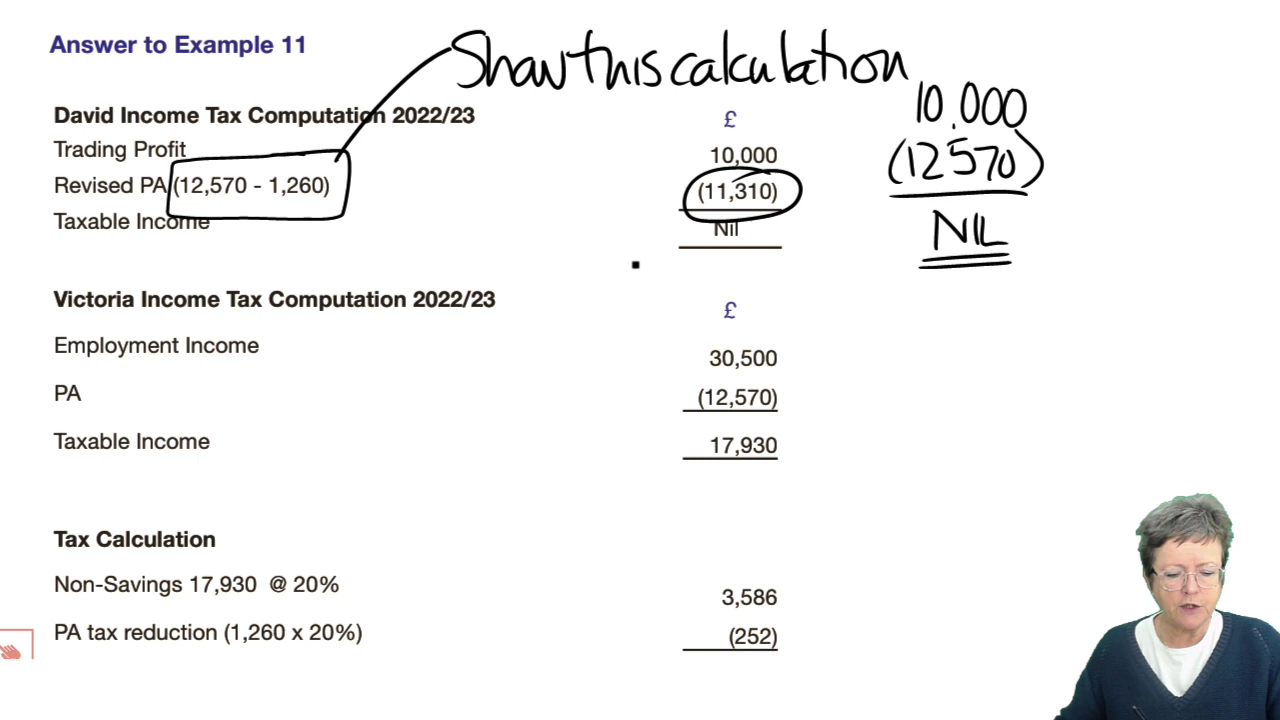 Answer to Example 11
Show this calculation
David Income Tax Computation 2022/23 £
Trading Profit 10,000
Revised PA (12,570 - 1,260) (11,310)
Taxable Income Nil
10,000
(12570)
NIL
Victoria Income Tax Computation 2022/23 £
Employment Income 30,500
PA (12,570)
Taxable Income 17,930
Tax Calculation
Non-Savings 17,930 @ 20% 3,586
PA tax reduction (1,260 x 20%) (252)